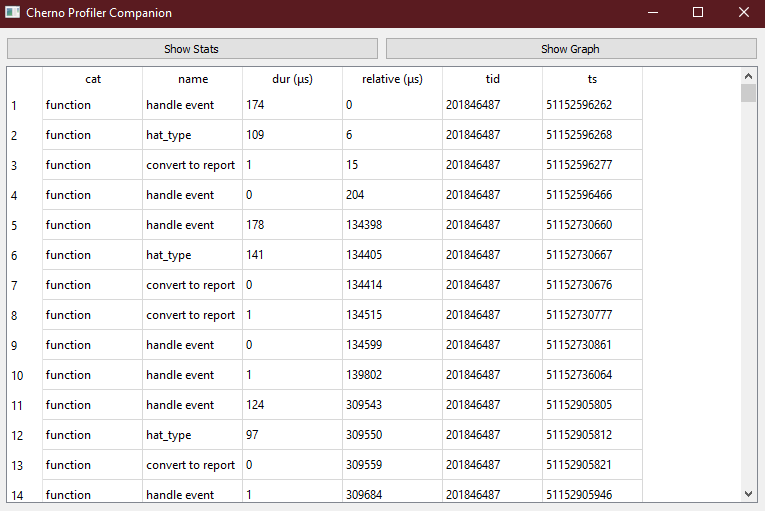 Cherno Profiler Companion
Show Stats Show Graph
cat name dur (µs) relative (µs) tid ts
1 function handle event 174 0 201846487 51152596262
2 function hat_type 109 6 201846487 51152596268
3 function convert to report 1 15 201846487 51152596277
4 function handle event 0 204 201846487 51152596466
5 function handle event 178 134398 201846487 51152730660
6 function hat_type 141 134405 201846487 51152730667
7 function convert to report 0 134414 201846487 51152730676
8 function convert to report 1 134515 201846487 51152730777
9 function handle event 0 134599 201846487 51152730861
10 function handle event 1 139802 201846487 51152736064
11 function handle event 124 309543 201846487 51152905805
12 function hat_type 97 309550 201846487 51152905812
13 function convert to report 0 309559 201846487 51152905821
14 function handle event 1 309684 201846487 51152905946